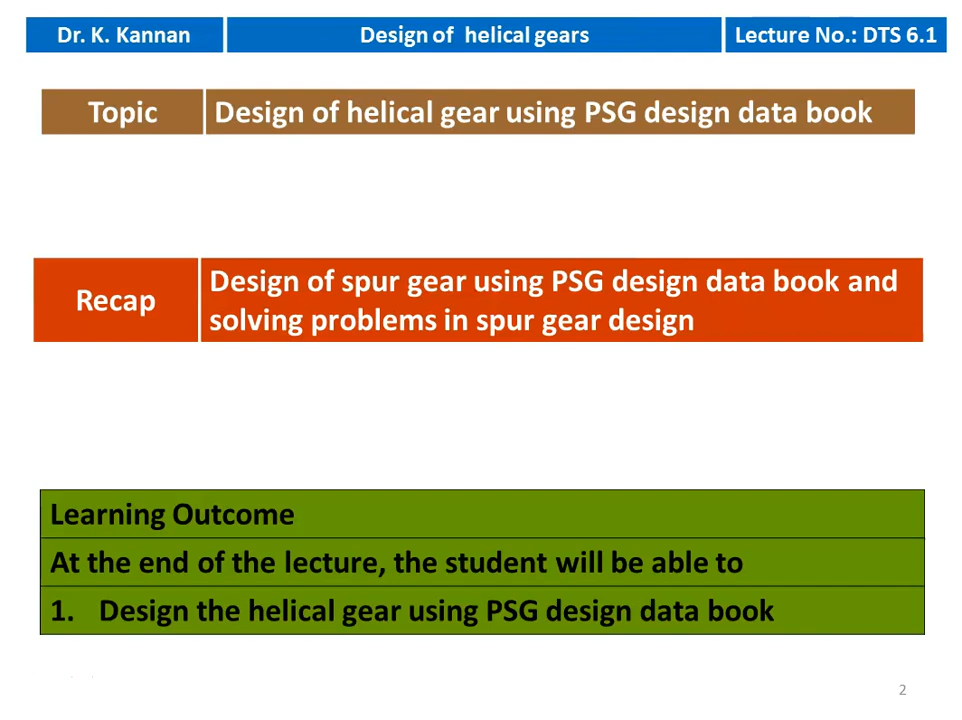 Dr. K. Kannan
Design of helical gears
Lecture No.: DTS 6.1
Topic
Design of helical gear using PSG design data book
Recap
Design of spur gear using PSG design data book and
solving problems in spur gear design
Learning Outcome
At the end of the lecture, the student will be able to
1. Design the helical gear using PSG design data book
2